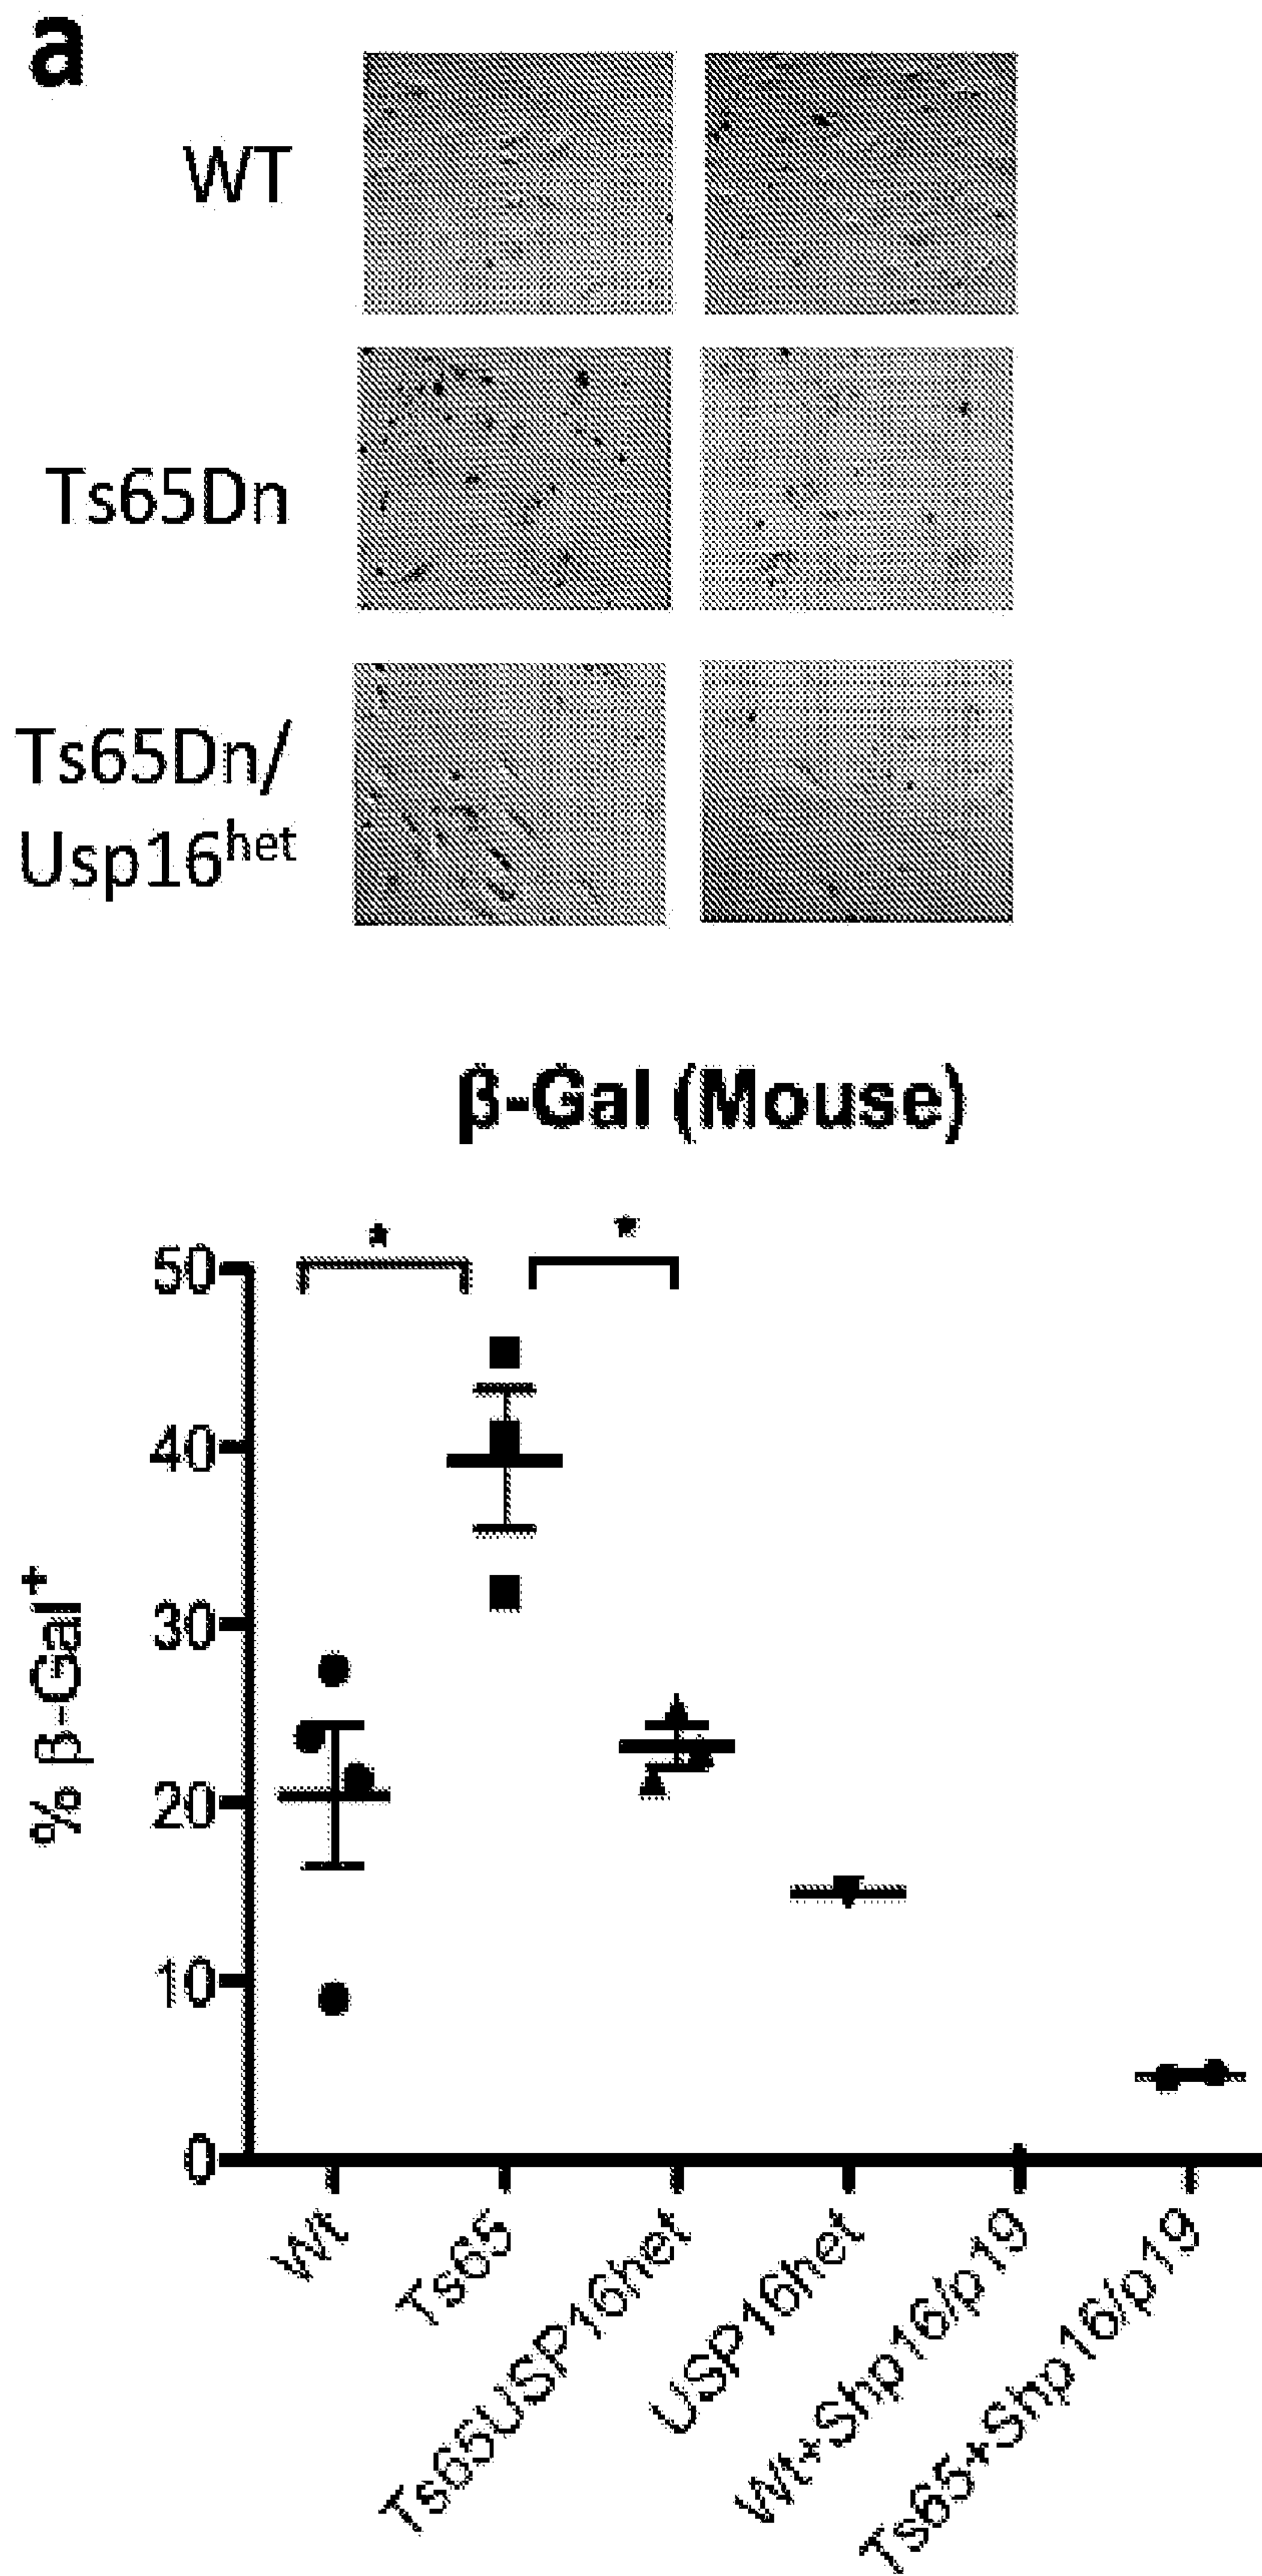 a
WT
Ts65Dn
Ts65Dn/
Usp16het
β-Gal (Mouse)
* *
50
40
30
20
10
0
% β-Gal+
Wt
Ts65
Ts65USP16het
USP16het
Wt+Shp16/p19
Ts65+Shp16/p19